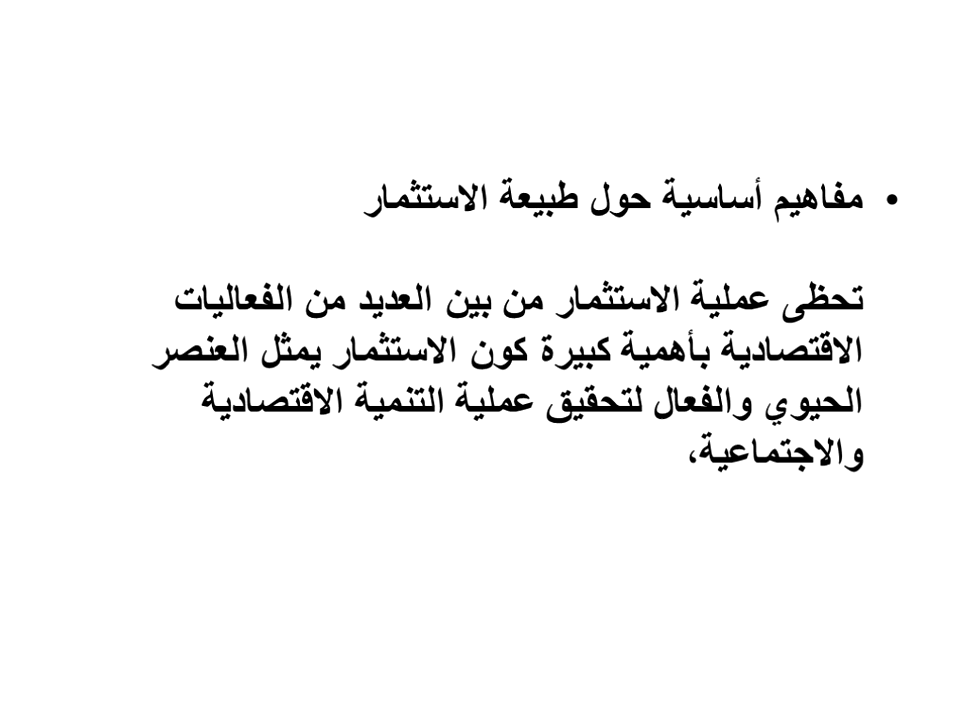 • مفاهيم أساسية حول طبيعة الاستثمار
تحظى عملية الاستثمار من بين العديد من الفعاليات
الاقتصادية بأهمية كبيرة كون الاستثمار يمثل العنصر
الحيوي والفعال لتحقيق عملية التنمية الاقتصادية
والاجتماعية،